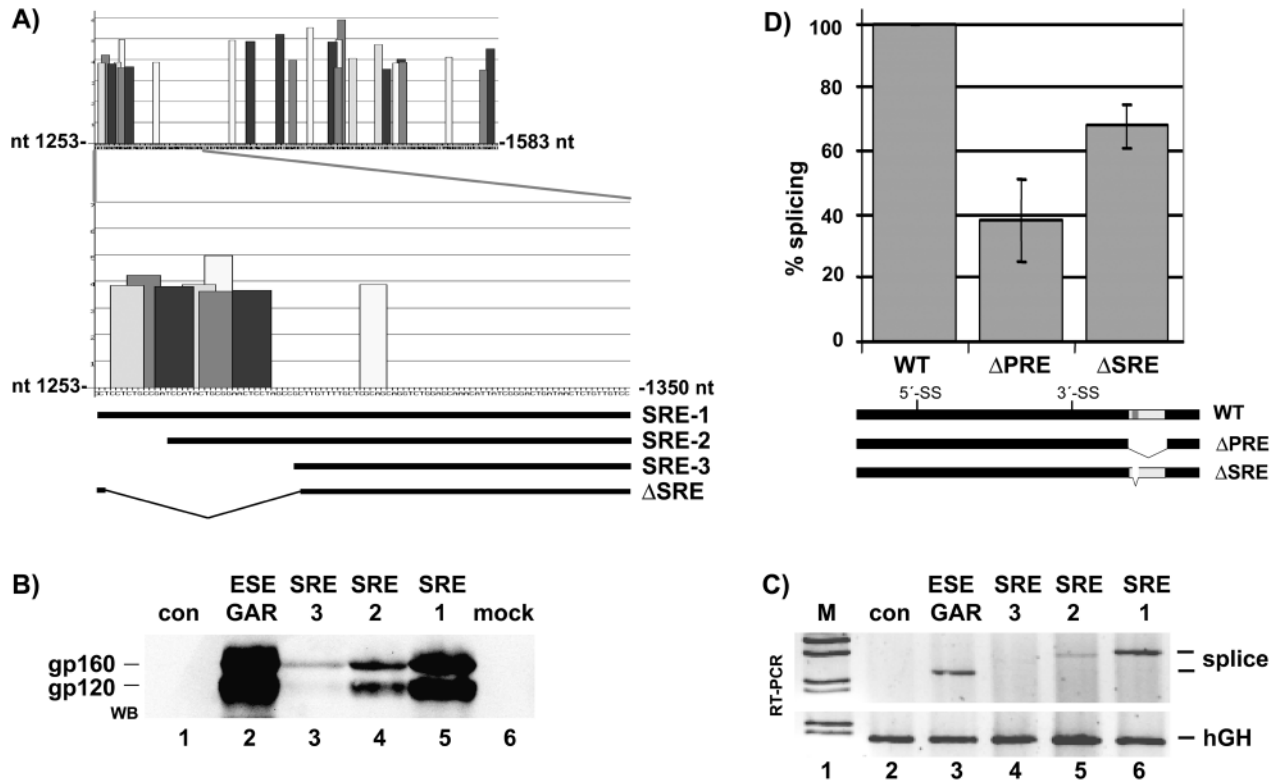 A)
nt 1253-
-1583 nt
nt 1253-
-1350 nt
SRE-1
SRE-2
SRE-3
ΔSRE
B)
ESE SRE SRE SRE
con GAR 3 2 1 mock
gp160
gp120
WB
1 2 3 4 5 6
D)
% splicing
100
80
60
40
20
0
WT ΔPRE ΔSRE
5´-SS 3´-SS
WT
ΔPRE
ΔSRE
C)
ESE SRE SRE SRE
M con GAR 3 2 1
RT-PCR
splice
hGH
1 2 3 4 5 6